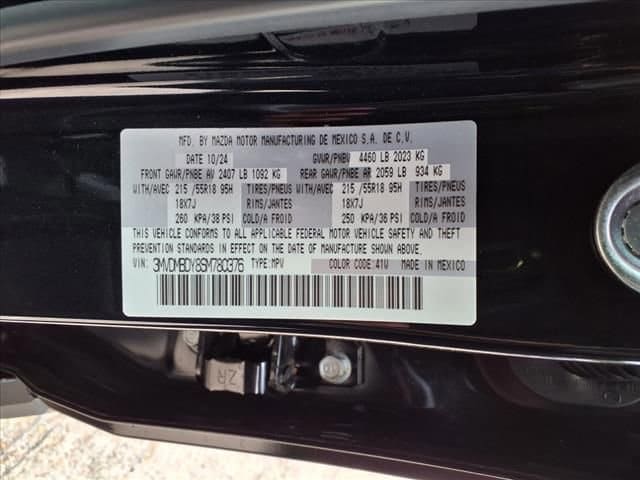 MFD. BY MAZDA MOTOR MANUFACTURING DE MEXICO S.A. DE C.V.
DATE 10/24 GVWR/PNBV 4460 LB 2023 KG
FRONT GAWR/PNBE AV 2407 LB 1092 KG REAR GAWR/PNBE AR 2059 LB 934 KG
WITH/AVEC 215 /55R18 95H TIRES/PNEUS WITH/AVEC 215 /55R18 95H TIRES/PNEUS
18X7J RIMS/JANTES 18X7J RIMS/JANTES
260 KPA/38 PSI COLD/A FROID 250 KPA/36 PSI COLD/A FROID
THIS VEHICLE CONFORMS TO ALL APPLICABLE FEDERAL MOTOR VEHICLE SAFETY AND THEFT
PREVENTION STANDARDS IN EFFECT ON THE DATE OF MANUFACTURE SHOWN ABOVE.
VIN: 3MVDMBDY8SM780376 TYPE: MPV COLOR CODE: 41W MADE IN MEXICO
ZR